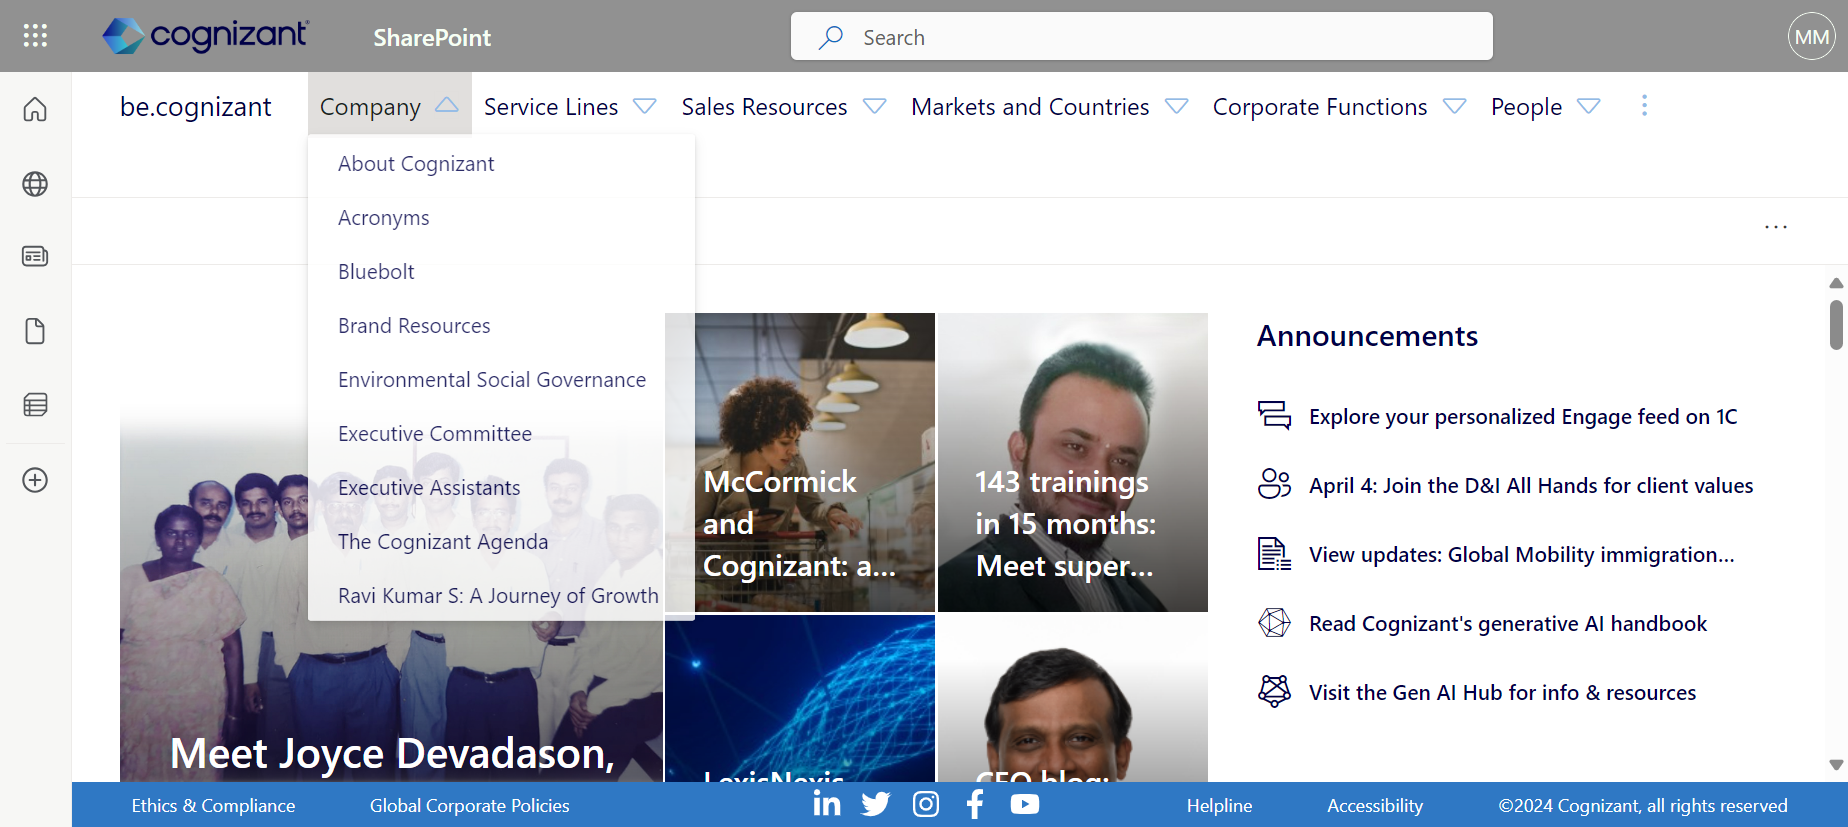 cognizant
SharePoint
Search
MM
be.cognizant
Company
Service Lines
Sales Resources
Markets and Countries
Corporate Functions
People
About Cognizant
Acronyms
Bluebolt
Brand Resources
Environmental Social Governance
Executive Committee
Executive Assistants
The Cognizant Agenda
Ravi Kumar S: A Journey of Growth
Meet Joyce Devadason,
McCormick
and
Cognizant: a...
143 trainings
in 15 months:
Meet super...
LexisNexis
CEO blog:
Announcements
Explore your personalized Engage feed on 1C
April 4: Join the D&I All Hands for client values
View updates: Global Mobility immigration...
Read Cognizant's generative AI handbook
Visit the Gen AI Hub for info & resources
Ethics & Compliance
Global Corporate Policies
Helpline
Accessibility
©2024 Cognizant, all rights reserved